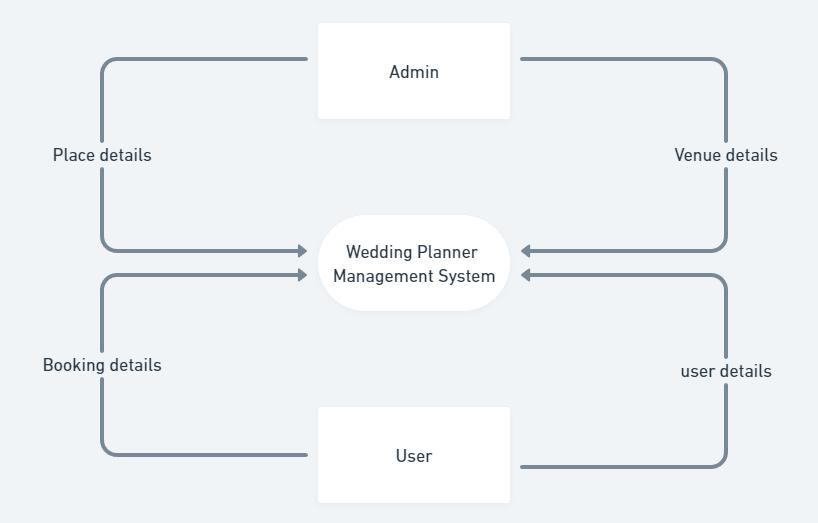 Admin
Place details
Venue details
Wedding Planner
Management System
Booking details
user details
User